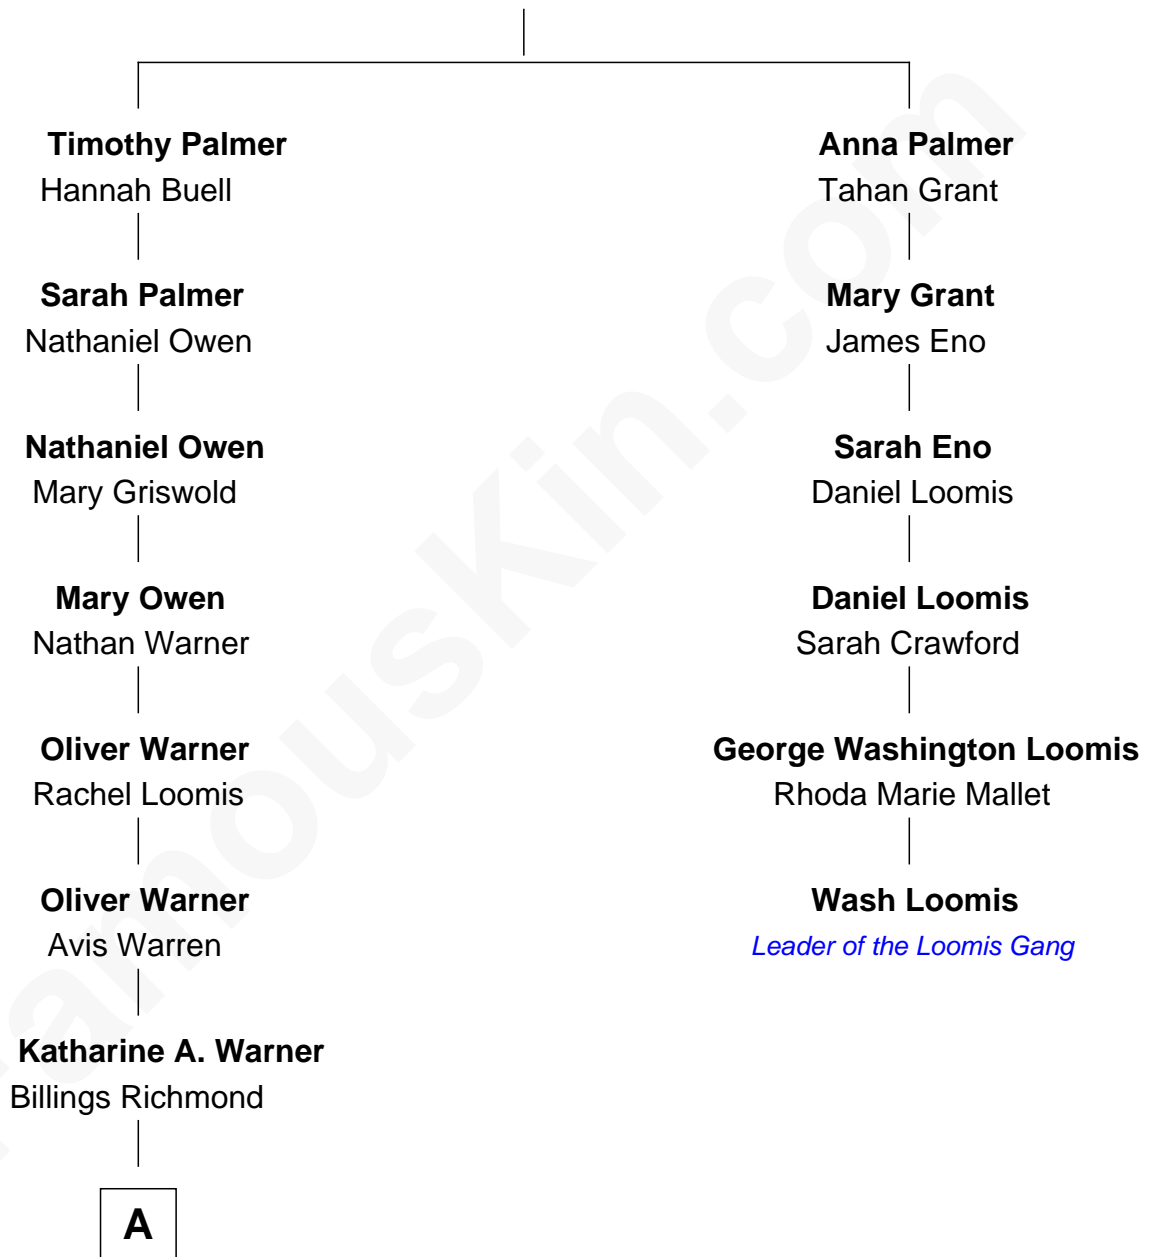 Timothy Palmer
Hannah Buell
Anna Palmer
Tahan Grant
Sarah Palmer
Nathaniel Owen
Mary Grant
James Eno
Nathaniel Owen
Mary Griswold
Sarah Eno
Daniel Loomis
Mary Owen
Nathan Warner
Daniel Loomis
Sarah Crawford
Oliver Warner
Rachel Loomis
George Washington Loomis
Rhoda Marie Mallet
Oliver Warner
Avis Warren
Wash Loomis
Leader of the Loomis Gang
Katharine A. Warner
Billings Richmond
A
FamousKin.com